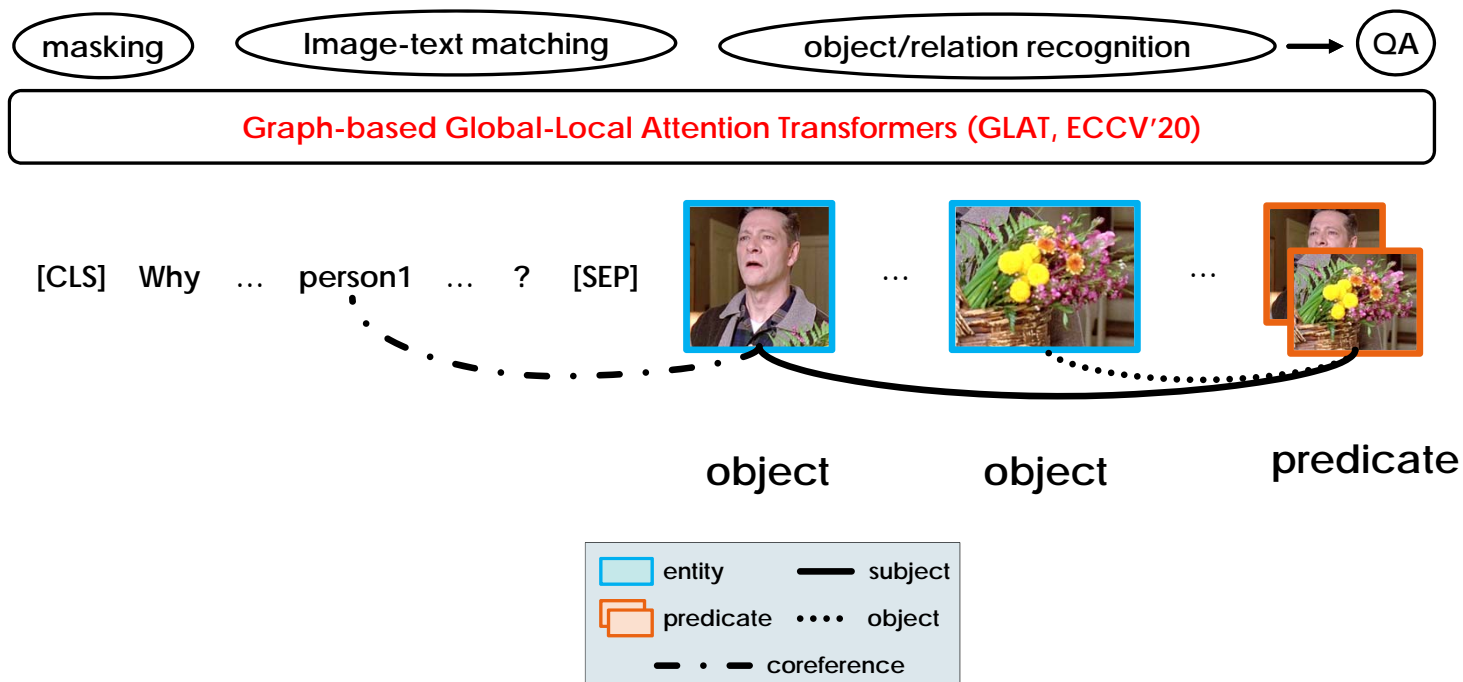 masking
Image-text matching
object/relation recognition
QA
Graph-based Global-Local Attention Transformers (GLAT, ECCV'20)
[CLS] Why ... person1 ... ? [SEP] ... ...
object object predicate
entity subject
predicate object
coreference